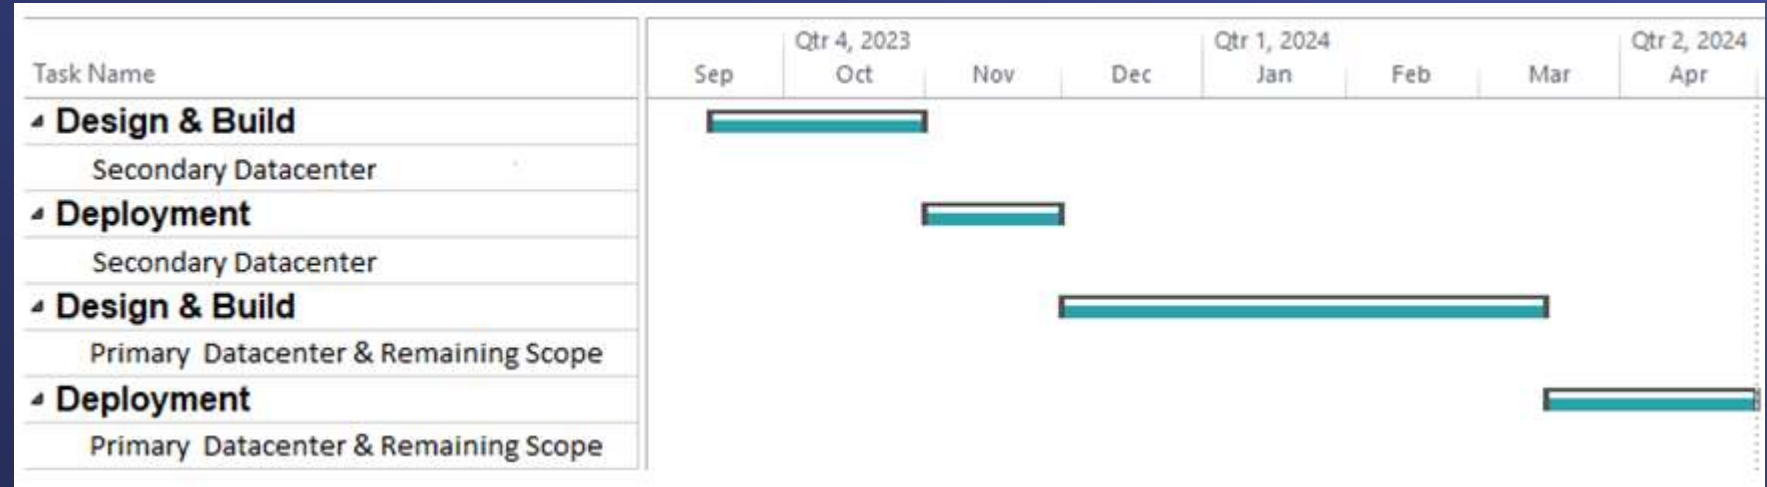 Qtr 4, 2023 Qtr 1, 2024 Qtr 2, 2024
Task Name Sep Oct Nov Dec Jan Feb Mar Apr
Design & Build
Secondary Datacenter
Deployment
Secondary Datacenter
Design & Build
Primary Datacenter & Remaining Scope
Deployment
Primary Datacenter & Remaining Scope